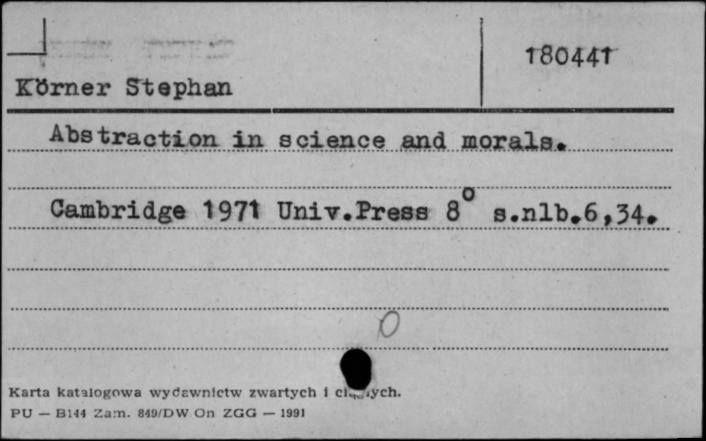 180441
Körner Stephan
Abstraction in science and morals.
Cambridge 1971 Univ.Press 8° s.nlb.6,34.
0
Karta katalogowa wydawnictw zwartych i
PU — B144 Zam. 849/DW On ZGG — 1991